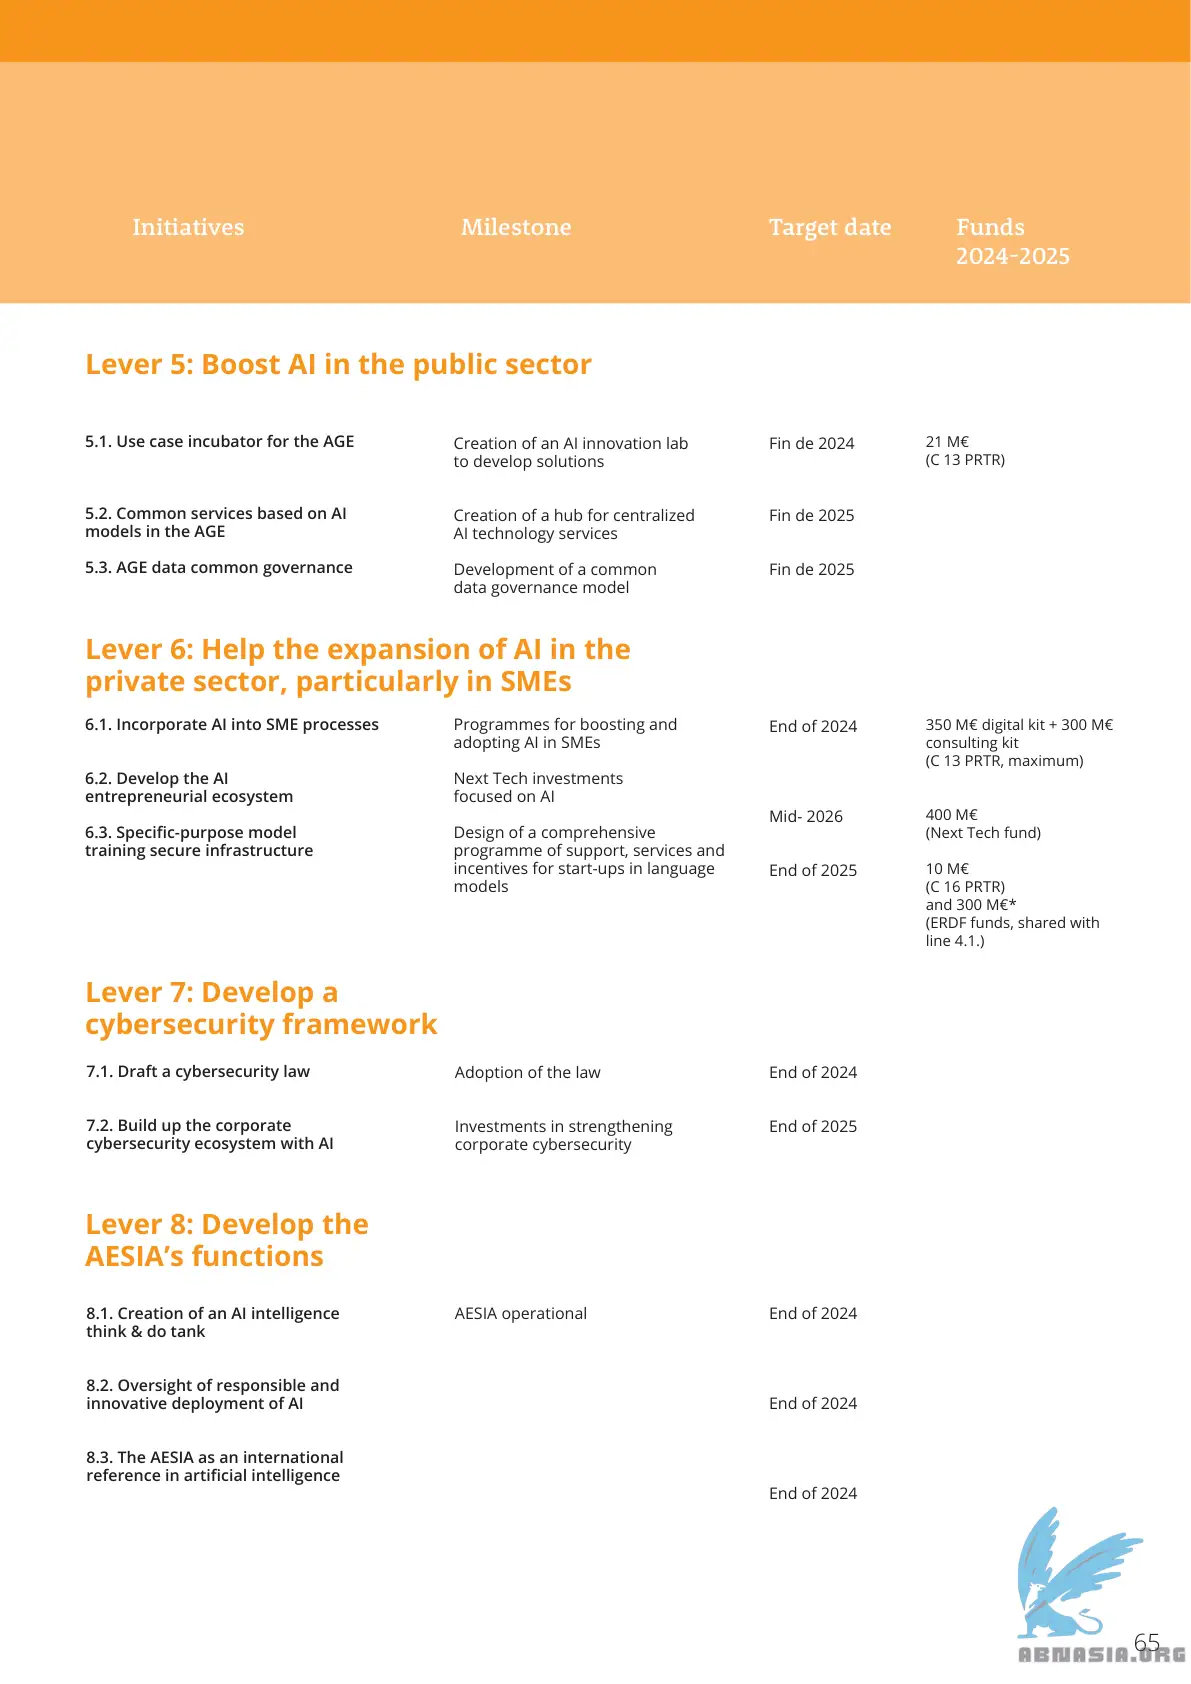 Initiatives
Milestone
Target date
Funds
2024-2025
Lever 5: Boost AI in the public sector
5.1. Use case incubator for the AGE
Creation of an AI innovation lab
to develop solutions
Fin de 2024
21 M€
(C 13 PRTR)
5.2. Common services based on AI
models in the AGE
Creation of a hub for centralized
AI technology services
Fin de 2025
5.3. AGE data common governance
Development of a common
data governance model
Fin de 2025
Lever 6: Help the expansion of AI in the
private sector, particularly in SMEs
6.1. Incorporate AI into SME processes
Programmes for boosting and
adopting AI in SMEs
End of 2024
350 M€ digital kit + 300 M€
consulting kit
(C 13 PRTR, maximum)
6.2. Develop the AI
entrepreneurial ecosystem
Next Tech investments
focused on AI
Mid- 2026
400 M€
(Next Tech fund)
6.3. Specific-purpose model
training secure infrastructure
Design of a comprehensive
programme of support, services and
incentives for start-ups in language
models
End of 2025
10 M€
(C 16 PRTR)
and 300 M€*
(ERDF funds, shared with
line 4.1.)
Lever 7: Develop a
cybersecurity framework
7.1. Draft a cybersecurity law
Adoption of the law
End of 2024
7.2. Build up the corporate
cybersecurity ecosystem with AI
Investments in strengthening
corporate cybersecurity
End of 2025
Lever 8: Develop the
AESIA’s functions
8.1. Creation of an AI intelligence
think & do tank
AESIA operational
End of 2024
8.2. Oversight of responsible and
innovative deployment of AI
End of 2024
8.3. The AESIA as an international
reference in artificial intelligence
End of 2024
65
ABNASIA.ORG